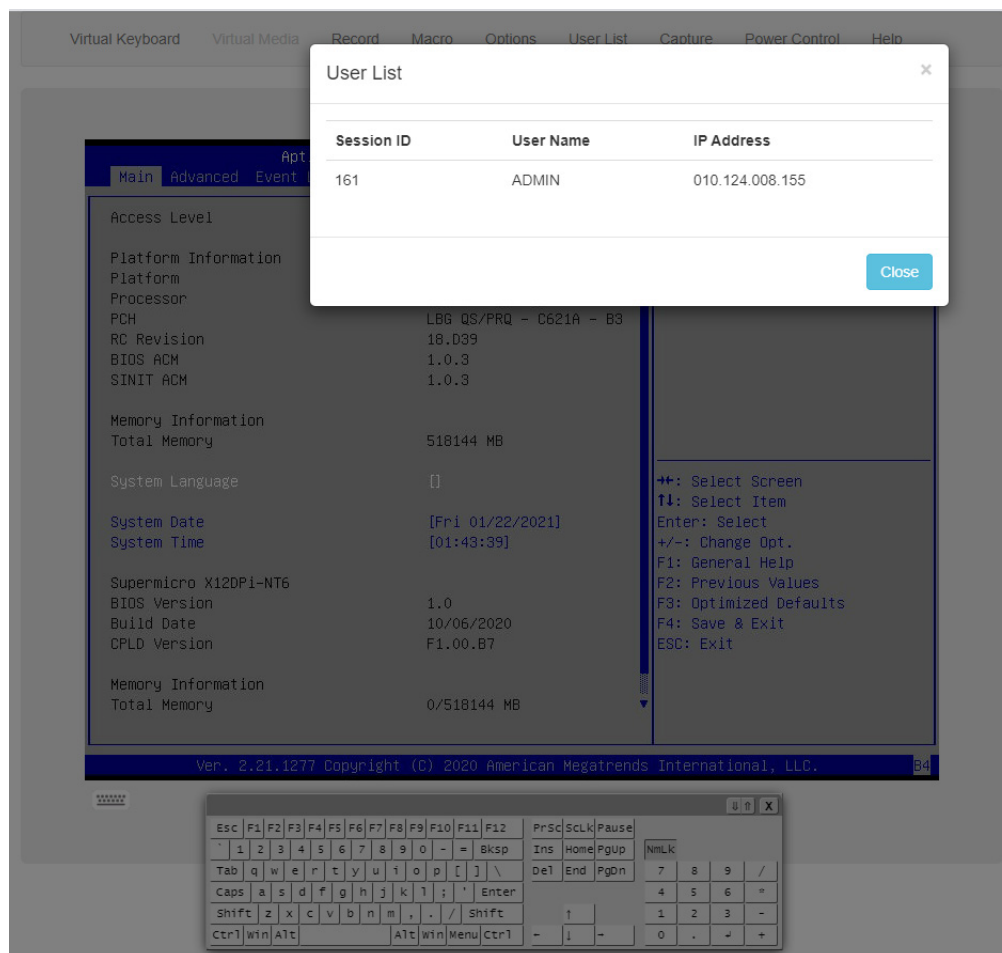 Virtual Keyboard Virtual Media Record Macro Options User List Capture Power Control Help
User List ×
Session ID User Name IP Address
161 ADMIN 010.124.008.155
Close
Apt
Main Advanced Event
Access Level
Platform Information
Platform
Processor
PCH LBG QS/PRQ - C621A - B3
RC Revision 18.D39
BIOS ACM 1.0.3
SINIT ACM 1.0.3
Memory Information
Total Memory 518144 MB
System Language []
System Date [Fri 01/22/2021]
System Time [01:43:39]
Supermicro X12DPi-NT6
BIOS Version 1.0
Build Date 10/06/2020
CPLD Version F1.00.B7
Memory Information
Total Memory 0/518144 MB
→←: Select Screen
↑↓: Select Item
Enter: Select
+/-: Change Opt.
F1: General Help
F2: Previous Values
F3: Optimized Defaults
F4: Save & Exit
ESC: Exit
Ver. 2.21.1277 Copyright (C) 2020 American Megatrends International, LLC. B4
⇓ ⇑ X
Esc F1 F2 F3 F4 F5 F6 F7 F8 F9 F10 F11 F12 PrSc ScLk Pause
` 1 2 3 4 5 6 7 8 9 0 - = Bksp Ins Home PgUp NmLk
Tab q w e r t y u i o p [ ] \ Del End PgDn 7 8 9 /
Caps a s d f g h j k l ; ' Enter 4 5 6 *
Shift z x c v b n m , . / Shift ↑ 1 2 3 -
Ctrl Win Alt Alt Win Menu Ctrl ← ↓ → 0 . ↵ +